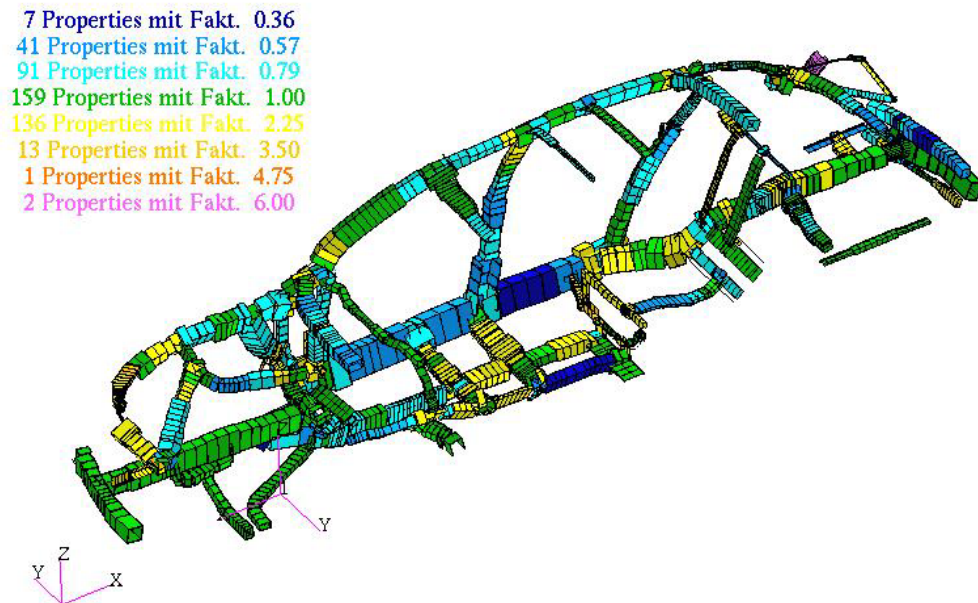 7 Properties mit Fakt. 0.36
41 Properties mit Fakt. 0.57
91 Properties mit Fakt. 0.79
159 Properties mit Fakt. 1.00
136 Properties mit Fakt. 2.25
13 Properties mit Fakt. 3.50
1 Properties mit Fakt. 4.75
2 Properties mit Fakt. 6.00
Y
Z
Y
X